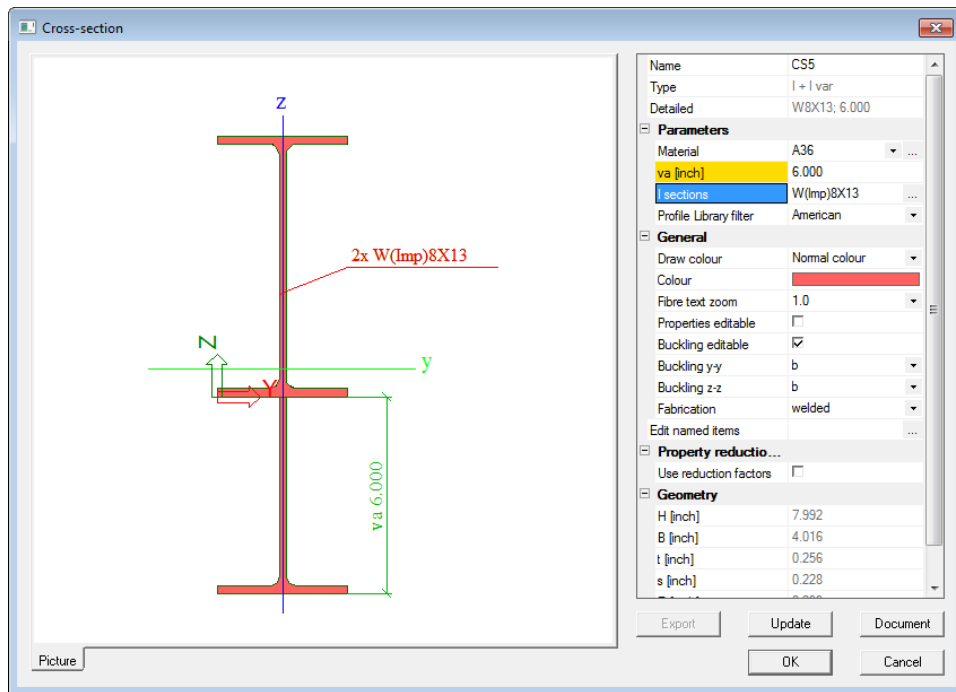 Cross-section
z
2x W(Imp)8X13
N
y
Y
va 6.000
Picture
Name CS5
Type I + I var
Detailed W8X13; 6.000
Parameters
Material A36 ...
va [inch] 6.000
I sections W(Imp)8X13 ...
Profile Library filter American
General
Draw colour Normal colour
Colour
Fibre text zoom 1.0
Properties editable
Buckling editable
Buckling y-y b
Buckling z-z b
Fabrication welded
Edit named items ...
Property reductio...
Use reduction factors
Geometry
H [inch] 7.992
B [inch] 4.016
t [inch] 0.256
s [inch] 0.228
Export Update Document
OK Cancel